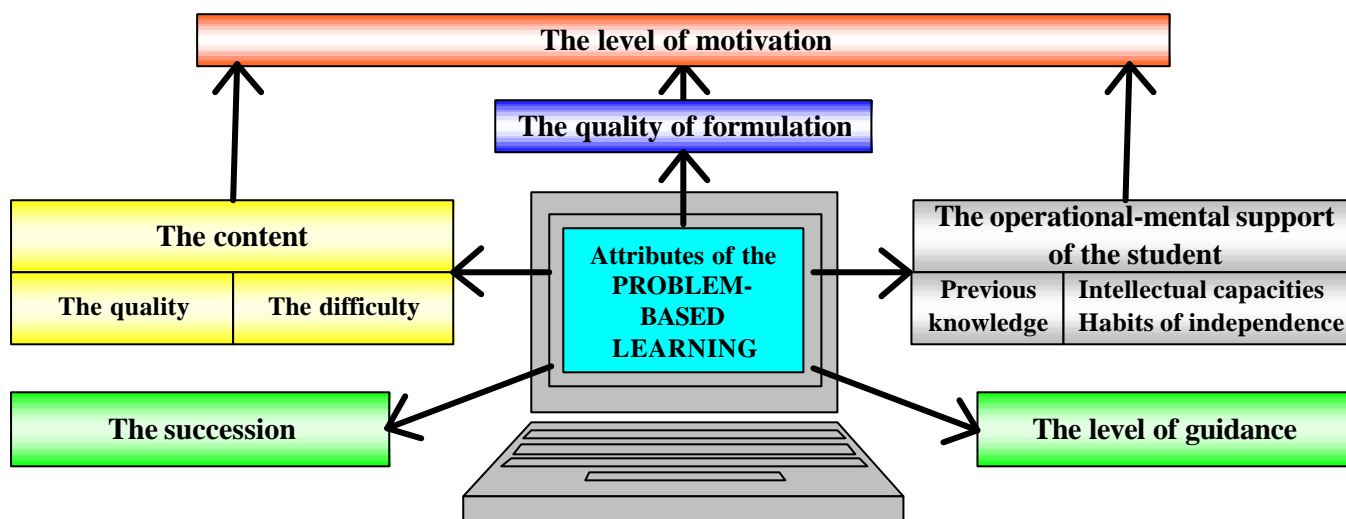 The level of motivation
The quality of formulation
The content
The quality
The difficulty
Attributes of the
PROBLEM-
BASED
LEARNING
The operational-mental support
of the student
Previous
knowledge
Intellectual capacities
Habits of independence
The succession
The level of guidance